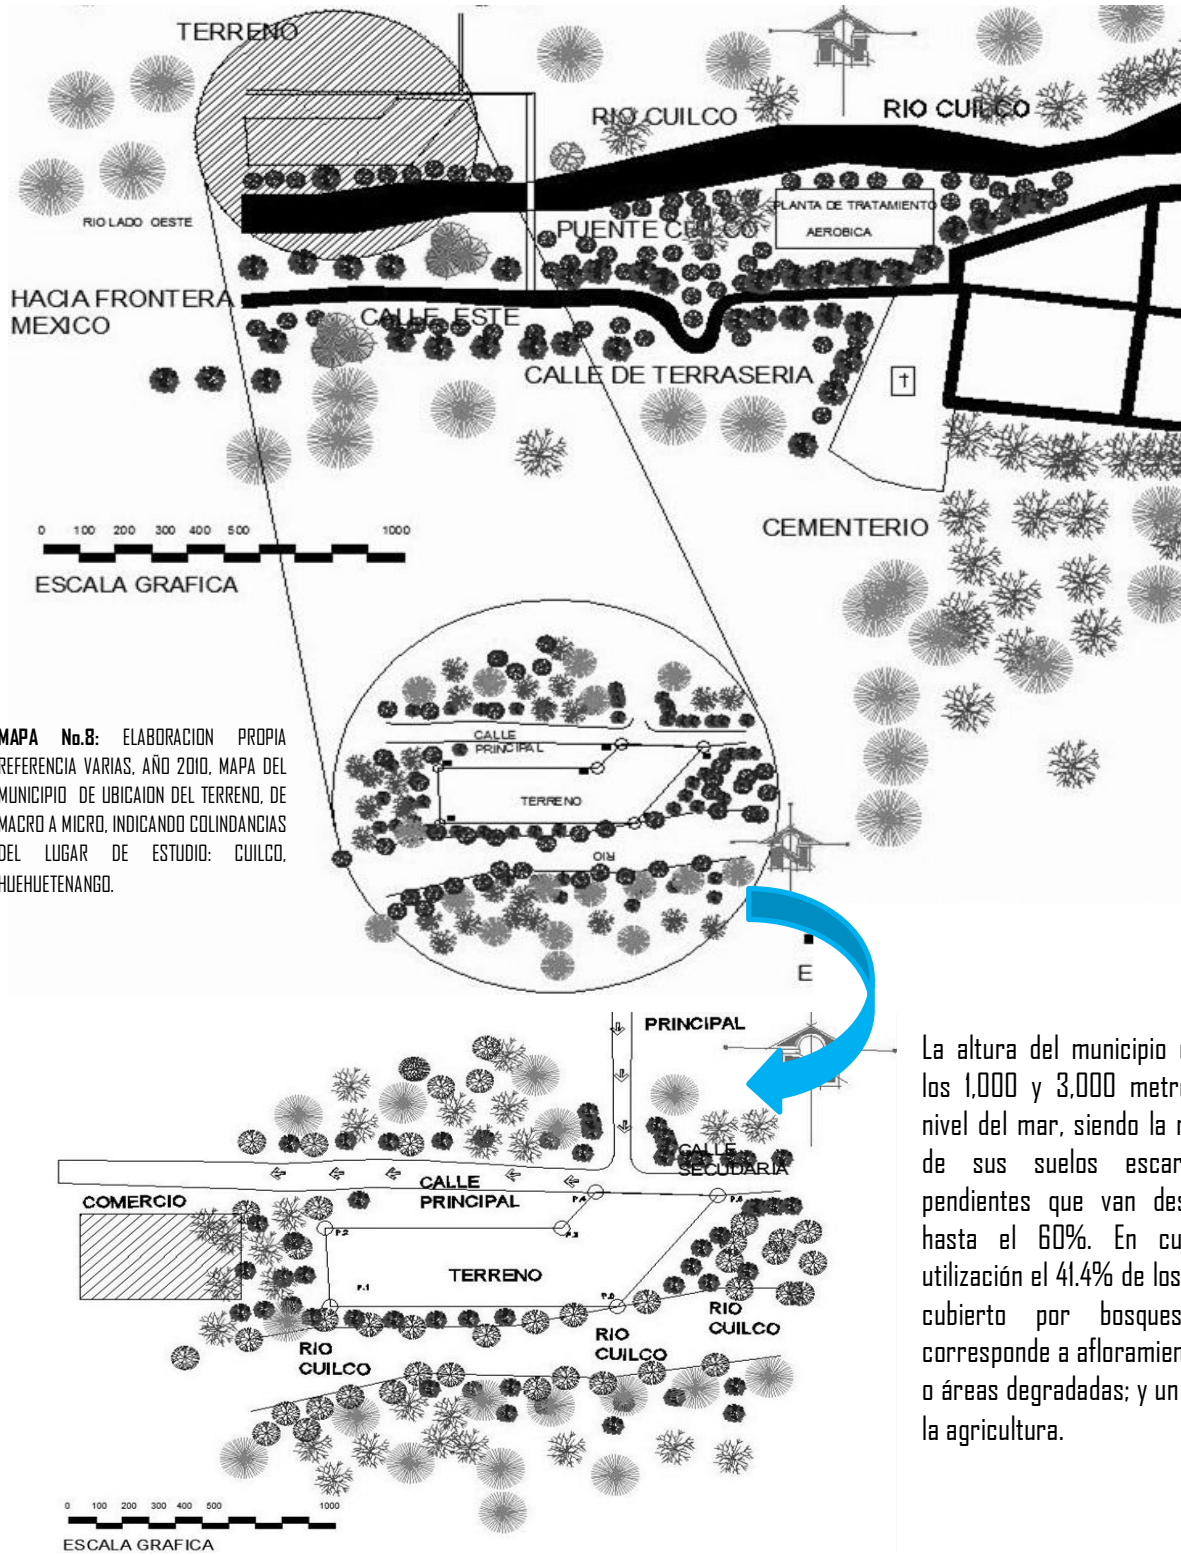 TERRENO
N
RIO CUILCO
RIO CUILCO
PLANTA DE TRATAMIENTO
AEROBICA
RIO LADO OESTE
PUENTE CUILCO
HACIA FRONTERA
MEXICO
CALLE ESTE
CALLE DE TERRASERIA
CEMENTERIO
0 100 200 300 400 500 1000
ESCALA GRAFICA
MAPA No.8: ELABORACION PROPIA
REFERENCIA VARIAS, AÑO 2010, MAPA DEL
MUNICIPIO DE UBICAION DEL TERRENO, DE
MACRO A MICRO, INDICANDO COLINDANCIAS
DEL LUGAR DE ESTUDIO: CUILCO,
HUEHUETENANGO.
CALLE
PRINCIPAL
TERRENO
RIO
E
PRINCIPAL
CALLE
SECUDARIA
CALLE
PRINCIPAL
COMERCIO
P.4
P.2
P.1
TERRENO
RIO
CUILCO
RIO
CUILCO
RIO
CUILCO
0 100 200 300 400 500 1000
ESCALA GRAFICA
La altura del municipio
los 1,000 y 3,000
nivel del mar, siendo la
de sus suelos
pendientes que van
hasta el 60%. En
utilización el 41.4% de los
cubierto por bosques
corresponde a
o áreas degradadas; y un
la agricultura.